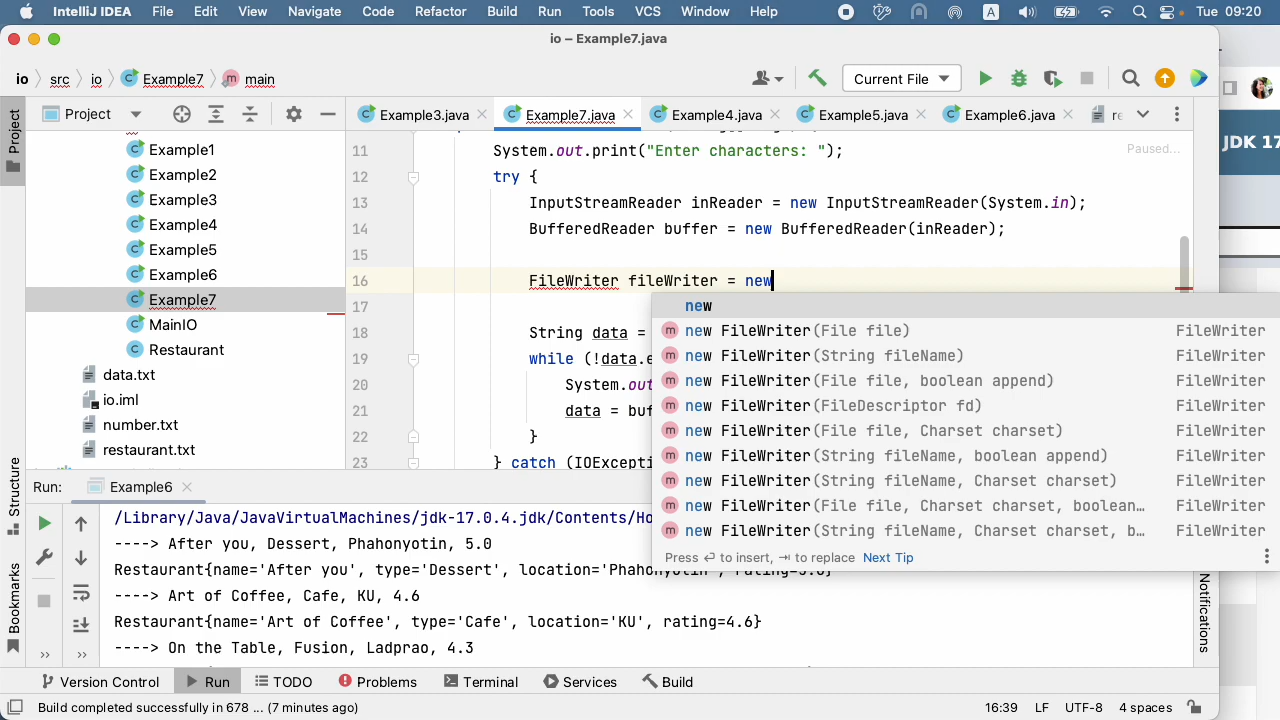 IntelliJ IDEA File Edit View Navigate Code Refactor Build Run Tools VCS Window Help A Tue 09:20
io – Example7.java
io src io Example7 main Current File
Project Example3.java Example7.java Example4.java Example5.java Example6.java re
JDK 17
Project
Paused...
Example1
Example2
Example3
Example4
Example5
Example6
Example7
MainIO
Restaurant
data.txt
io.iml
number.txt
restaurant.txt
11 System.out.print("Enter characters: ");
12 try {
13 InputStreamReader inReader = new InputStreamReader(System.in);
14 BufferedReader buffer = new BufferedReader(inReader);
15
16 FileWriter fileWriter = new
17
18 String data =
19 while (!data.e
20 System.out
21 data = buf
22 }
23 } catch (IOExcepti
new
m new FileWriter(File file) FileWriter
m new FileWriter(String fileName) FileWriter
m new FileWriter(File file, boolean append) FileWriter
m new FileWriter(FileDescriptor fd) FileWriter
m new FileWriter(File file, Charset charset) FileWriter
m new FileWriter(String fileName, boolean append) FileWriter
m new FileWriter(String fileName, Charset charset) FileWriter
m new FileWriter(File file, Charset charset, boolean… FileWriter
m new FileWriter(String fileName, Charset charset, b… FileWriter
Press ⏎ to insert, ⇥ to replace Next Tip
Run: Example6
/Library/Java/JavaVirtualMachines/jdk-17.0.4.jdk/Contents/Ho
----> After you, Dessert, Phahonyotin, 5.0
Restaurant{name='After you', type='Dessert', location='Phahonyotin', rating=5.0}
----> Art of Coffee, Cafe, KU, 4.6
Restaurant{name='Art of Coffee', type='Cafe', location='KU', rating=4.6}
----> On the Table, Fusion, Ladprao, 4.3
Structure
Bookmarks
Notifications
Version Control Run TODO Problems Terminal Services Build
Build completed successfully in 678 ... (7 minutes ago) 16:39 LF UTF-8 4 spaces